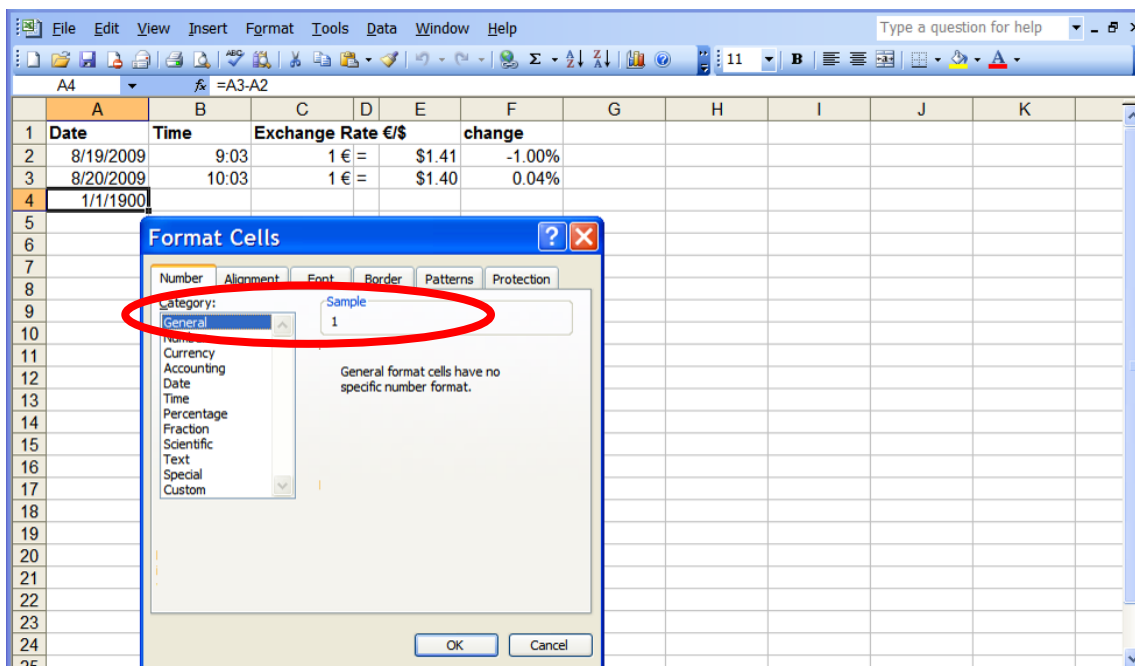 File Edit View Insert Format Tools Data Window Help Type a question for help
11 B A
A4 fx =A3-A2
A B C D E F G H I J K
1 Date Time Exchange Rate €/$ change
2 8/19/2009 9:03 1 € = $1.41 -1.00%
3 8/20/2009 10:03 1 € = $1.40 0.04%
4 1/1/1900
5
6
7
8
9
10
11
12
13
14
15
16
17
18
19
20
21
22
23
24
25
Format Cells
Number Alignment Font Border Patterns Protection
Category:
Sample
General
1
Number
Currency
Accounting
Date
Time
Percentage
Fraction
Scientific
Text
Special
Custom
General format cells have no
specific number format.
OK Cancel